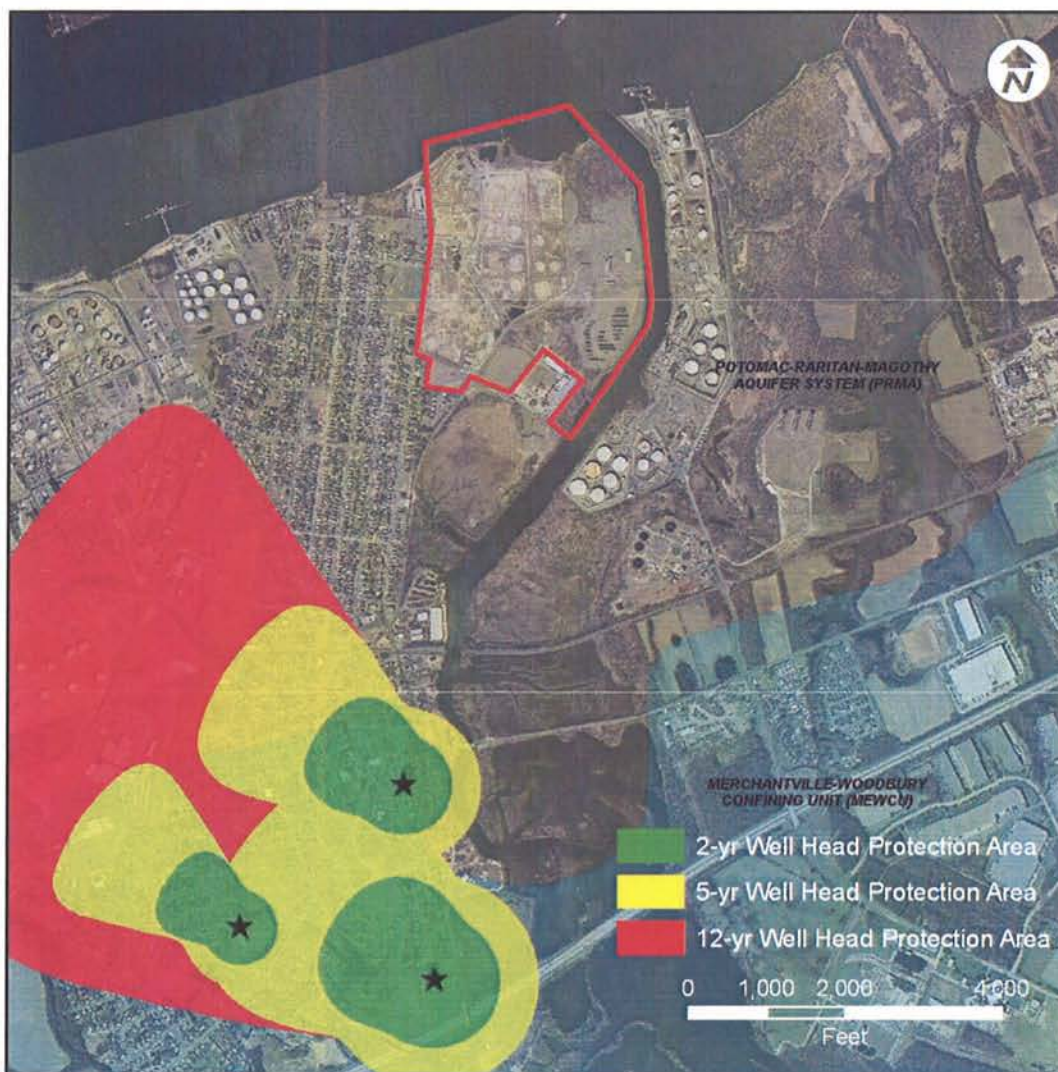 N
POTOMAC-RARITAN-MAGOTHY
AQUIFER SYSTEM (PRMA)
MERCHANTVILLE-WOODBURY
CONFINING UNIT (MEWCU)
2-yr Well Head Protection Area
5-yr Well Head Protection Area
12-yr Well Head Protection Area
0 1,000 2,000 4,000
Feet